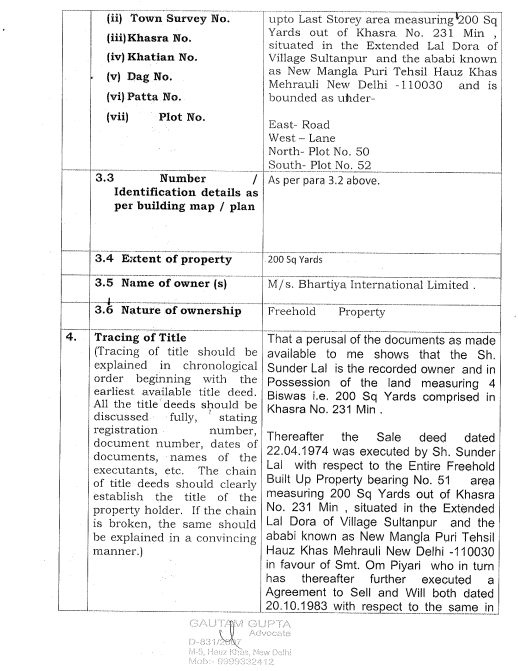 (ii) Town Survey No.
(iii)Khasra No.
(iv) Khatian No.
(v) Dag No.
(vi) Patta No.
(vii) Plot No.
upto Last Storey area measuring 200 Sq
Yards out of Khasra No. 231 Min ,
situated in the Extended Lal Dora of
Village Sultanpur and the ababi known
as New Mangla Puri Tehsil Hauz Khas
Mehrauli New Delhi -110030 and is
bounded as under-
East- Road
West – Lane
North- Plot No. 50
South- Plot No. 52
3.3 Number /
Identification details as
per building map / plan
As per para 3.2 above.
3.4 Extent of property
200 Sq Yards
3.5 Name of owner (s)
M/s. Bhartiya International Limited .
3.6 Nature of ownership
Freehold Property
4.
Tracing of Title
(Tracing of title should be
explained in chronological
order beginning with the
earliest available title deed.
All the title deeds should be
discussed fully, stating
registration number,
document number, dates of
documents, names of the
executants, etc. The chain
of title deeds should clearly
establish the title of the
property holder. If the chain
is broken, the same should
be explained in a convincing
manner.)
That a perusal of the documents as made
available to me shows that the Sh.
Sunder Lal is the recorded owner and in
Possession of the land measuring 4
Biswas i.e. 200 Sq Yards comprised in
Khasra No. 231 Min .
Thereafter the Sale deed dated
22.04.1974 was executed by Sh. Sunder
Lal with respect to the Entire Freehold
Built Up Property bearing No. 51 area
measuring 200 Sq Yards out of Khasra
No. 231 Min , situated in the Extended
Lal Dora of Village Sultanpur and the
ababi known as New Mangla Puri Tehsil
Hauz Khas Mehrauli New Delhi -110030
in favour of Smt. Om Piyari who in turn
has thereafter further executed a
Agreement to Sell and Will both dated
20.10.1983 with respect to the same in
GAUTAM GUPTA
Advocate
D-831/2007
M-5, Hauz Khas, New Delhi
Mob:- 9999332412